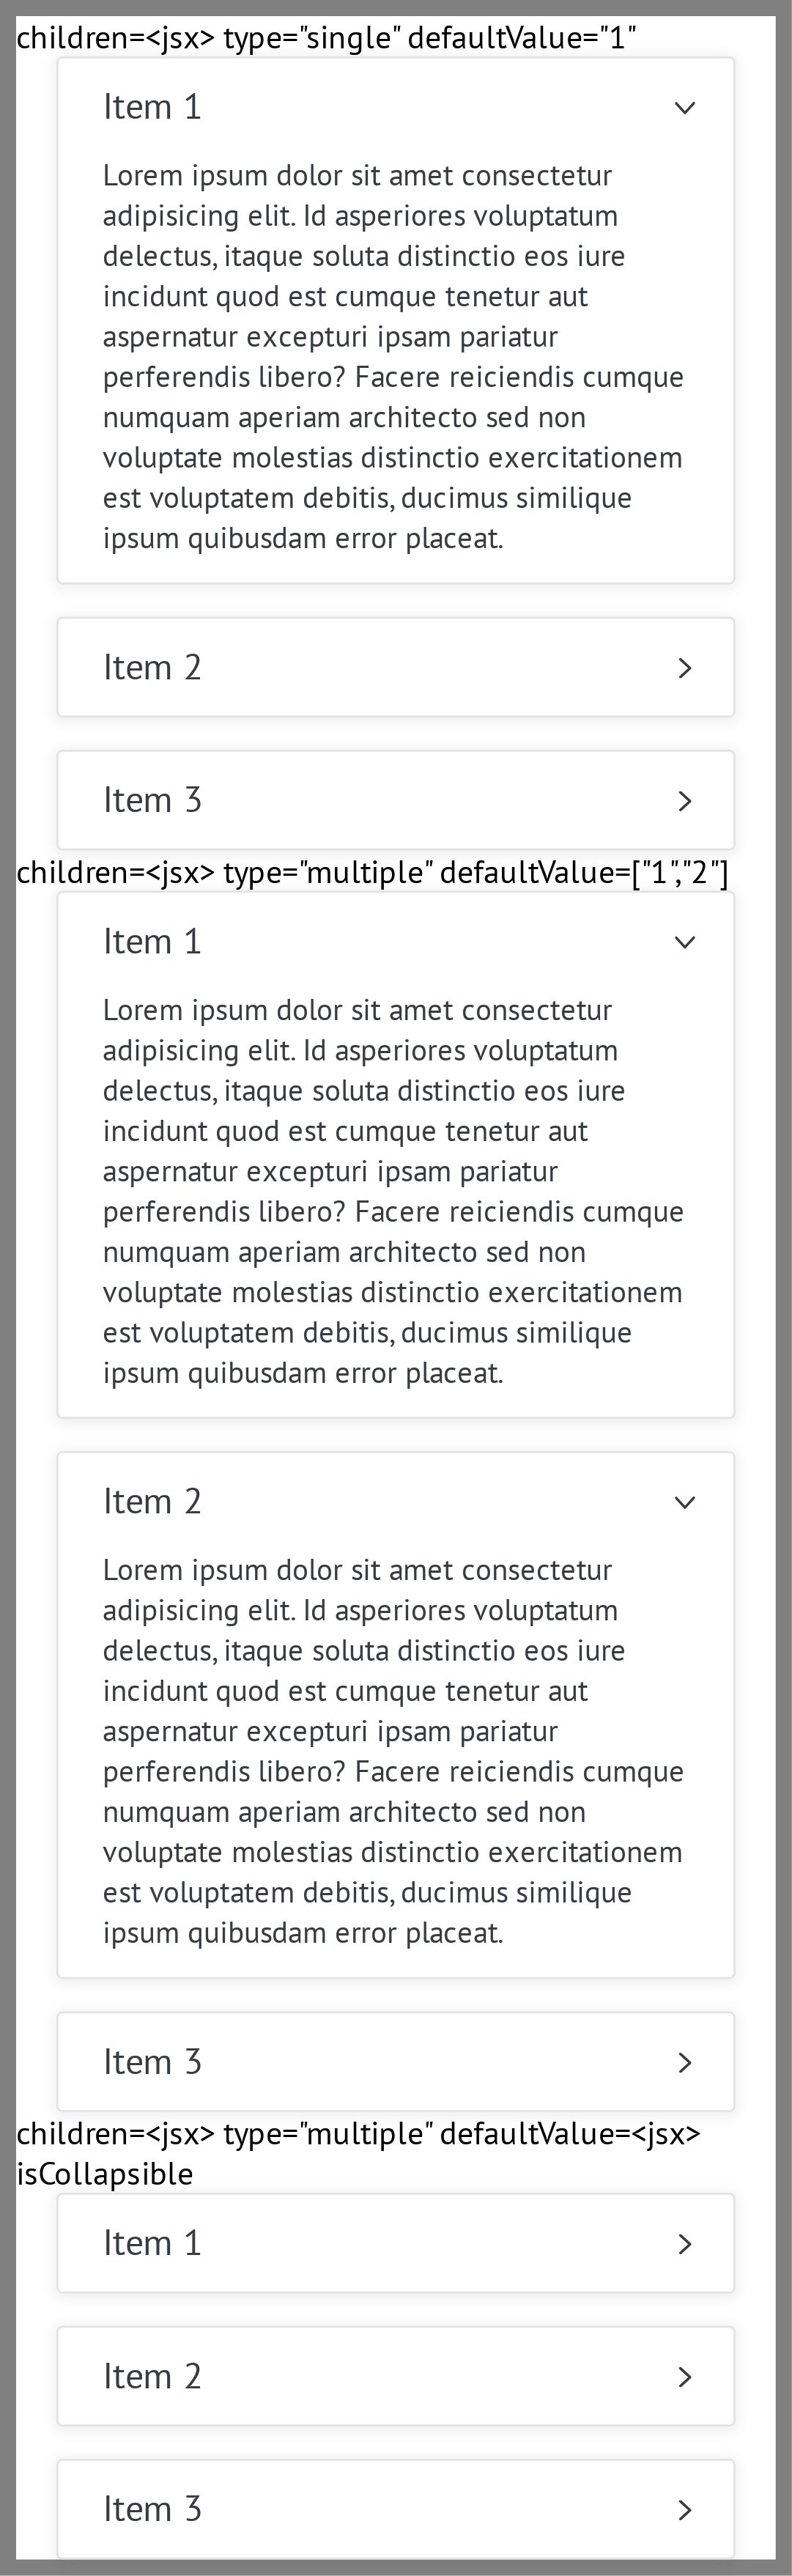 children=<jsx> type="single" defaultValue="1"
Item 1
Lorem ipsum dolor sit amet consectetur
adipisicing elit. Id asperiores voluptatum
delectus, itaque soluta distinctio eos iure
incidunt quod est cumque tenetur aut
aspernatur excepturi ipsam pariatur
perferendis libero? Facere reiciendis cumque
numquam aperiam architecto sed non
voluptate molestias distinctio exercitationem
est voluptatem debitis, ducimus similique
ipsum quibusdam error placeat.
Item 2
Item 3
children=<jsx> type="multiple" defaultValue=["1","2"]
Item 1
Lorem ipsum dolor sit amet consectetur
adipisicing elit. Id asperiores voluptatum
delectus, itaque soluta distinctio eos iure
incidunt quod est cumque tenetur aut
aspernatur excepturi ipsam pariatur
perferendis libero? Facere reiciendis cumque
numquam aperiam architecto sed non
voluptate molestias distinctio exercitationem
est voluptatem debitis, ducimus similique
ipsum quibusdam error placeat.
Item 2
Lorem ipsum dolor sit amet consectetur
adipisicing elit. Id asperiores voluptatum
delectus, itaque soluta distinctio eos iure
incidunt quod est cumque tenetur aut
aspernatur excepturi ipsam pariatur
perferendis libero? Facere reiciendis cumque
numquam aperiam architecto sed non
voluptate molestias distinctio exercitationem
est voluptatem debitis, ducimus similique
ipsum quibusdam error placeat.
Item 3
children=<jsx> type="multiple" defaultValue=<jsx>
isCollapsible
Item 1
Item 2
Item 3